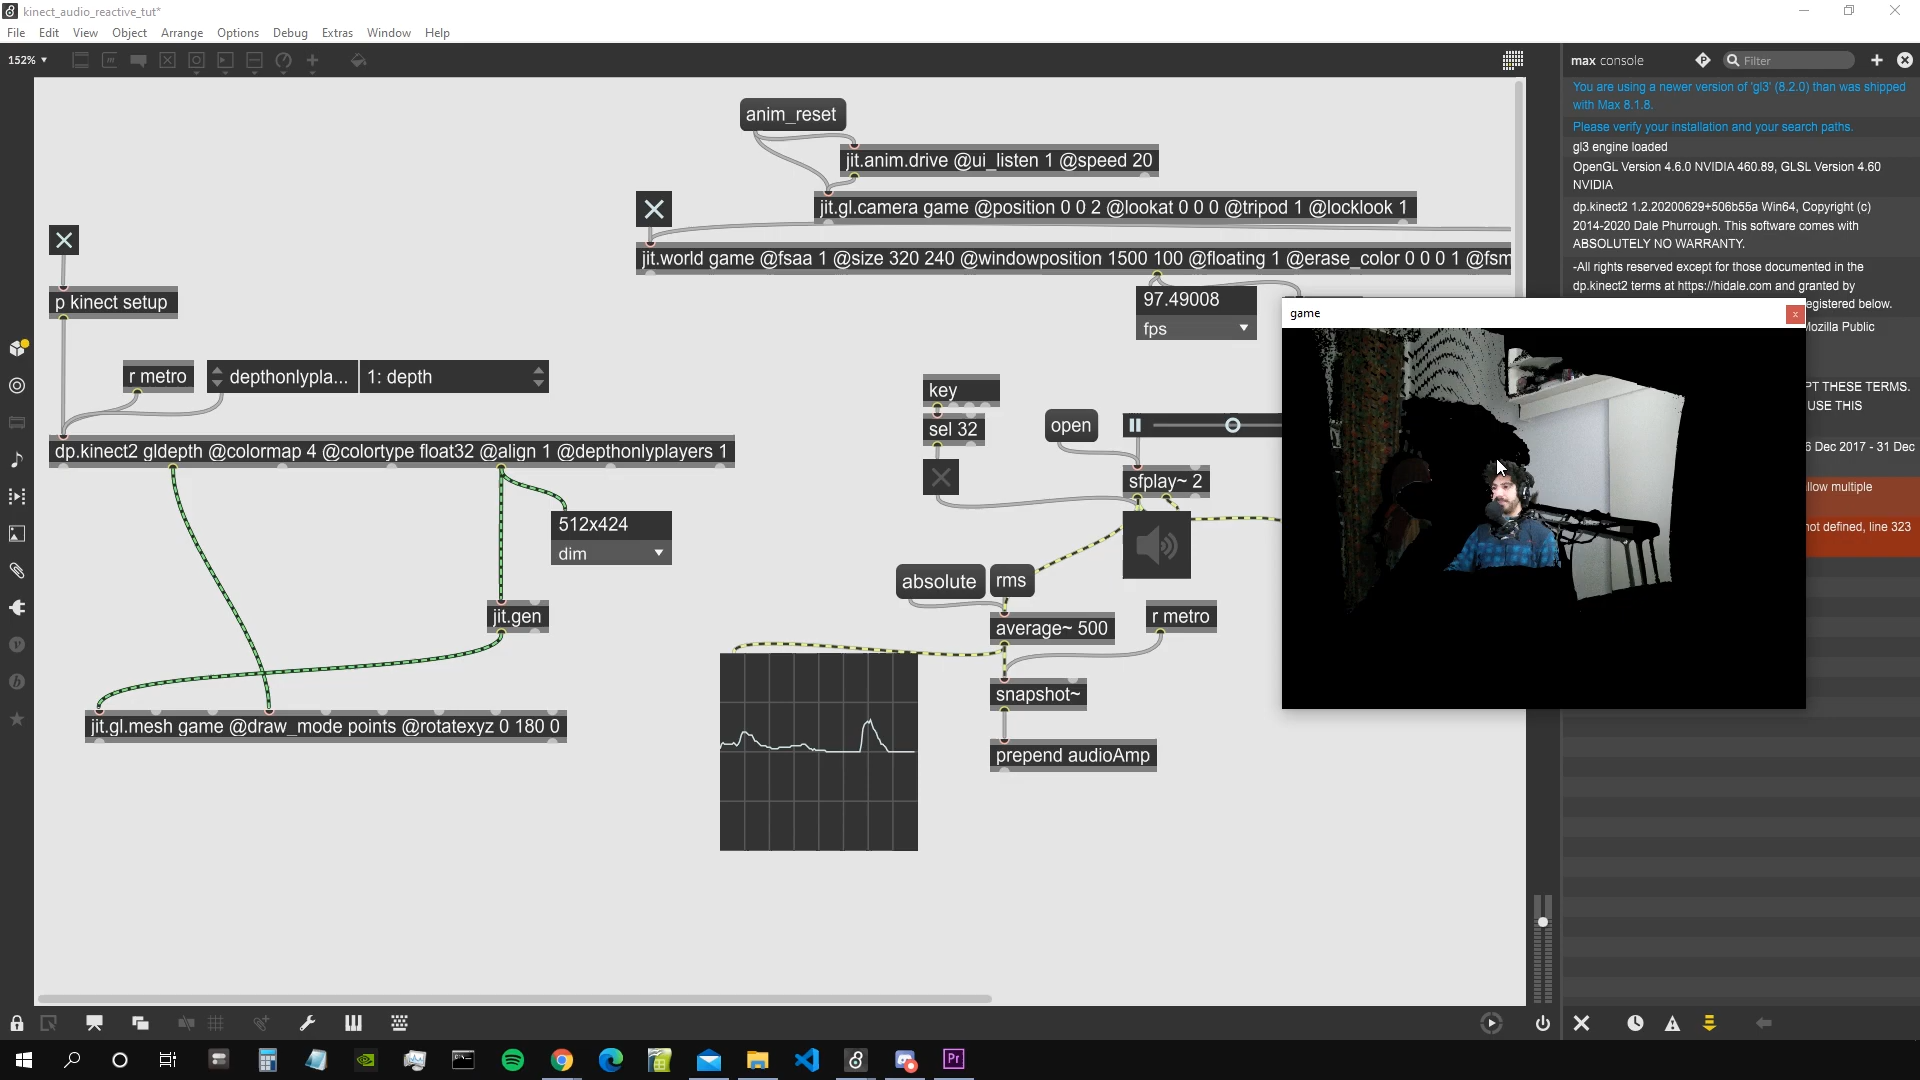 kinect_audio_reactive_tut*
File Edit View Object Arrange Options Debug Extras Window Help
152%
anim_reset
jit.anim.drive @ui_listen 1 @speed 20
jit.gl.camera game @position 0 0 2 @lookat 0 0 0 @tripod 1 @locklook 1
jit.world game @fsaa 1 @size 320 240 @windowposition 1500 100 @floating 1 @erase_color 0 0 0 1 @fsm
97.49008
fps
p kinect setup
r metro
depthonlypla...
1: depth
dp.kinect2 gldepth @colormap 4 @colortype float32 @align 1 @depthonlyplayers 1
512x424
dim
jit.gen
jit.gl.mesh game @draw_mode points @rotatexyz 0 180 0
key
sel 32
open
sfplay~ 2
absolute
rms
average~ 500
r metro
snapshot~
prepend audioAmp
game
max console
Filter
You are using a newer version of 'gl3' (8.2.0) than was shipped
with Max 8.1.8.
Please verify your installation and your search paths.
gl3 engine loaded
OpenGL Version 4.6.0 NVIDIA 460.89, GLSL Version 4.60
NVIDIA
dp.kinect2 1.2.20200629+506b55a Win64, Copyright (c)
2014-2020 Dale Phurrough. This software comes with
ABSOLUTELY NO WARRANTY.
-All rights reserved except for those documented in the
dp.kinect2 terms at https://hidale.com and granted by
egistered below.
Mozilla Public
PT THESE TERMS.
USE THIS
6 Dec 2017 - 31 Dec
llow multiple
not defined, line 323
Pr